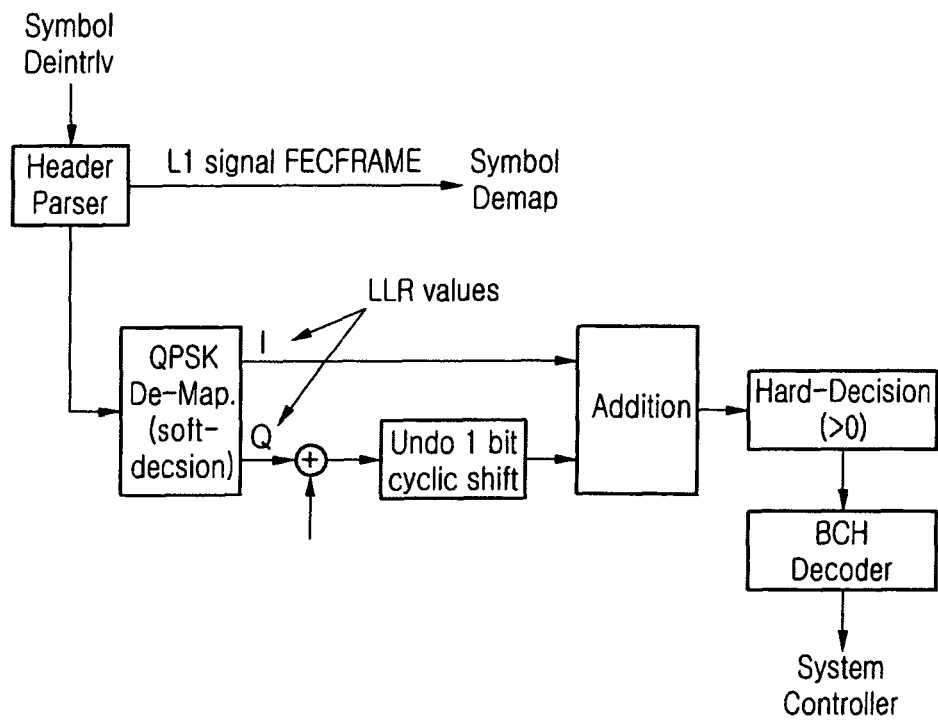 Symbol
Deintrlv
Header
Parser
L1 signal FECFRAME
Symbol
Demap
LLR values
QPSK
De-Map.
(soft-
decsion)
I
Q
+
Undo 1 bit
cyclic shift
Addition
Hard-Decision
(>0)
BCH
Decoder
System
Controller